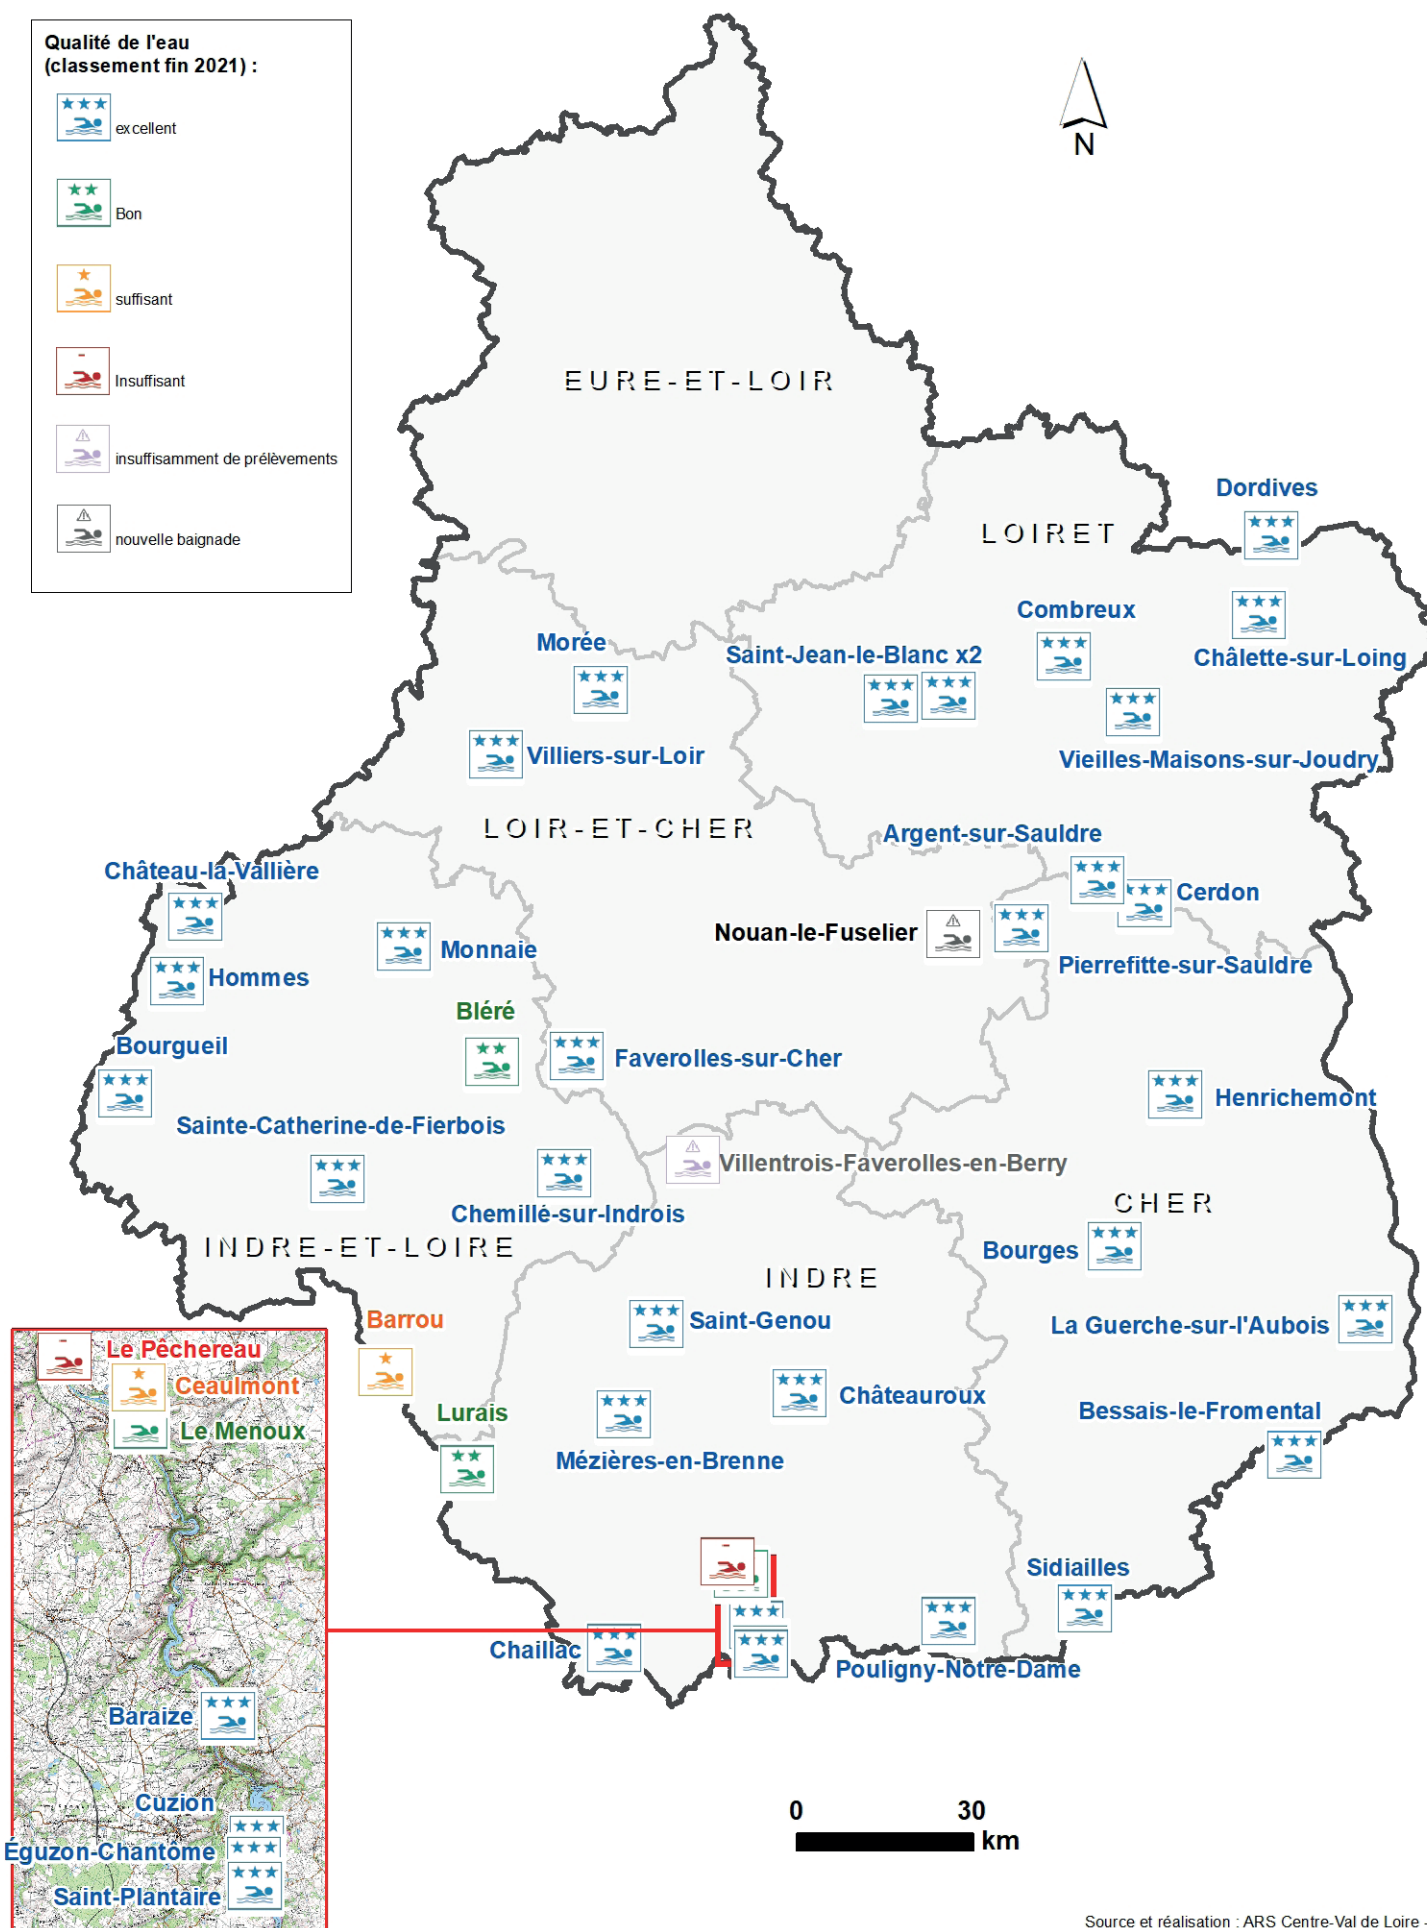 Qualité de l'eau
(classement fin 2021) :
excellent
Bon
suffisant
Insuffisant
insuffisamment de prélèvements
nouvelle baignade
N
EURE-ET-LOIR
LOIRET
Dordives
Combreux
Châlette-sur-Loing
Morée
Saint-Jean-le-Blanc x2
Villiers-sur-Loir
Vieilles-Maisons-sur-Joudry
LOIR-ET-CHER
Argent-sur-Sauldre
Château-la-Vallière
Cerdon
Nouan-le-Fuselier
Monnaie
Pierrefitte-sur-Sauldre
Hommes
Bléré
Bourgueil
Faverolles-sur-Cher
Henrichemont
Sainte-Catherine-de-Fierbois
Villentrois-Faverolles-en-Berry
CHER
Chemillé-sur-Indrois
INDRE-ET-LOIRE
Bourges
INDRE
Barrou
Saint-Genou
La Guerche-sur-l'Aubois
Le Pêchereau
Ceaulmont
Châteauroux
Lurais
Bessais-le-Fromental
Le Menoux
Mézières-en-Brenne
Sidiailles
Chaillac
Pouligny-Notre-Dame
Baraize
Cuzion
Éguzon-Chantôme
Saint-Plantaire
0 30
km
Source et réalisation : ARS Centre-Val de Loire -